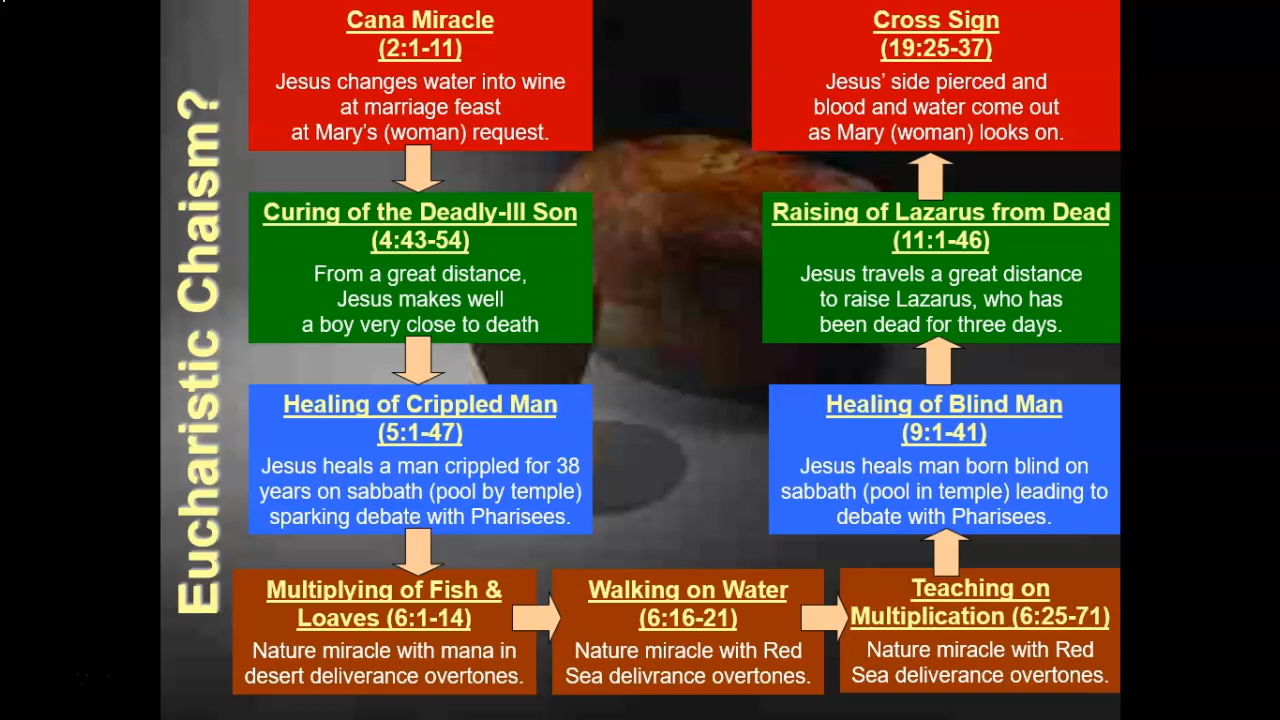 Eucharistic Chaism?
Cana Miracle
(2:1-11)
Jesus changes water into wine
at marriage feast
at Mary's (woman) request.
Curing of the Deadly-Ill Son
(4:43-54)
From a great distance,
Jesus makes well
a boy very close to death
Healing of Crippled Man
(5:1-47)
Jesus heals a man crippled for 38
years on sabbath (pool by temple)
sparking debate with Pharisees.
Multiplying of Fish &
Loaves (6:1-14)
Nature miracle with mana in
desert deliverance overtones.
Walking on Water
(6:16-21)
Nature miracle with Red
Sea delivrance overtones.
Teaching on
Multiplication (6:25-71)
Nature miracle with Red
Sea deliverance overtones.
Healing of Blind Man
(9:1-41)
Jesus heals man born blind on
sabbath (pool in temple) leading to
debate with Pharisees.
Raising of Lazarus from Dead
(11:1-46)
Jesus travels a great distance
to raise Lazarus, who has
been dead for three days.
Cross Sign
(19:25-37)
Jesus' side pierced and
blood and water come out
as Mary (woman) looks on.